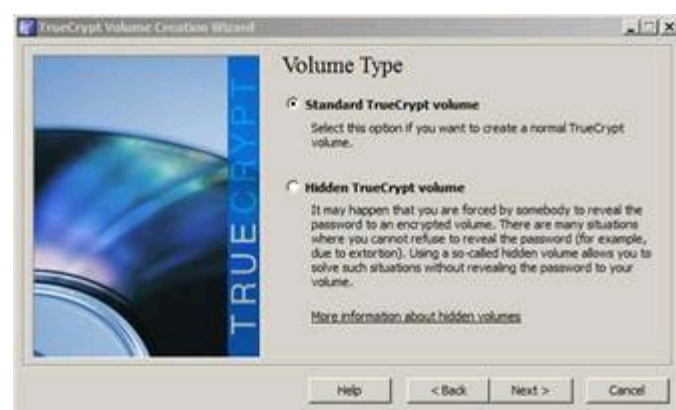 TrueCrypt Volume Creation Wizard
TRUECRYPT
Volume Type
Standard TrueCrypt volume
Select this option if you want to create a normal TrueCrypt
volume.
Hidden TrueCrypt volume
It may happen that you are forced by somebody to reveal the
password to an encrypted volume. There are many situations
where you cannot refuse to reveal the password (for example,
due to extortion). Using a so-called hidden volume allows you to
solve such situations without revealing the password to your
volume.
More information about hidden volumes
Help
< Back
Next >
Cancel